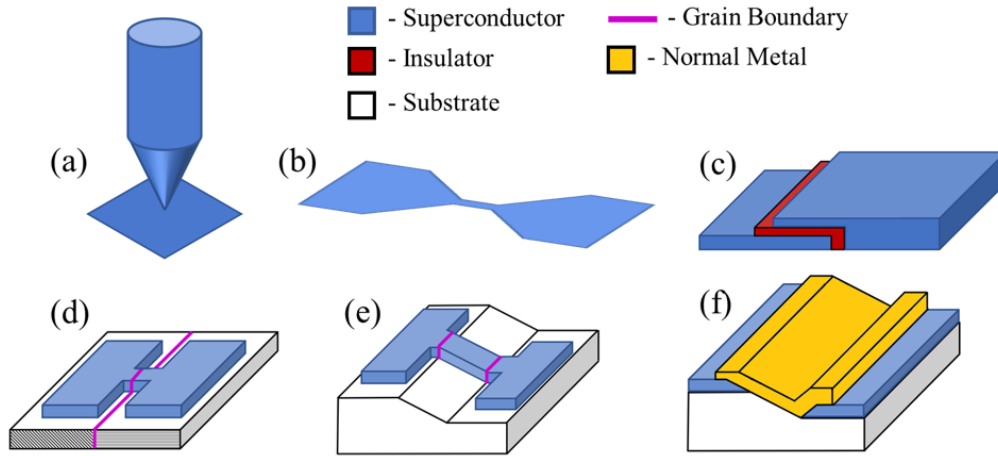 - Superconductor
- Grain Boundary
- Insulator
- Normal Metal
- Substrate
(a)
(b)
(c)
(d)
(e)
(f)